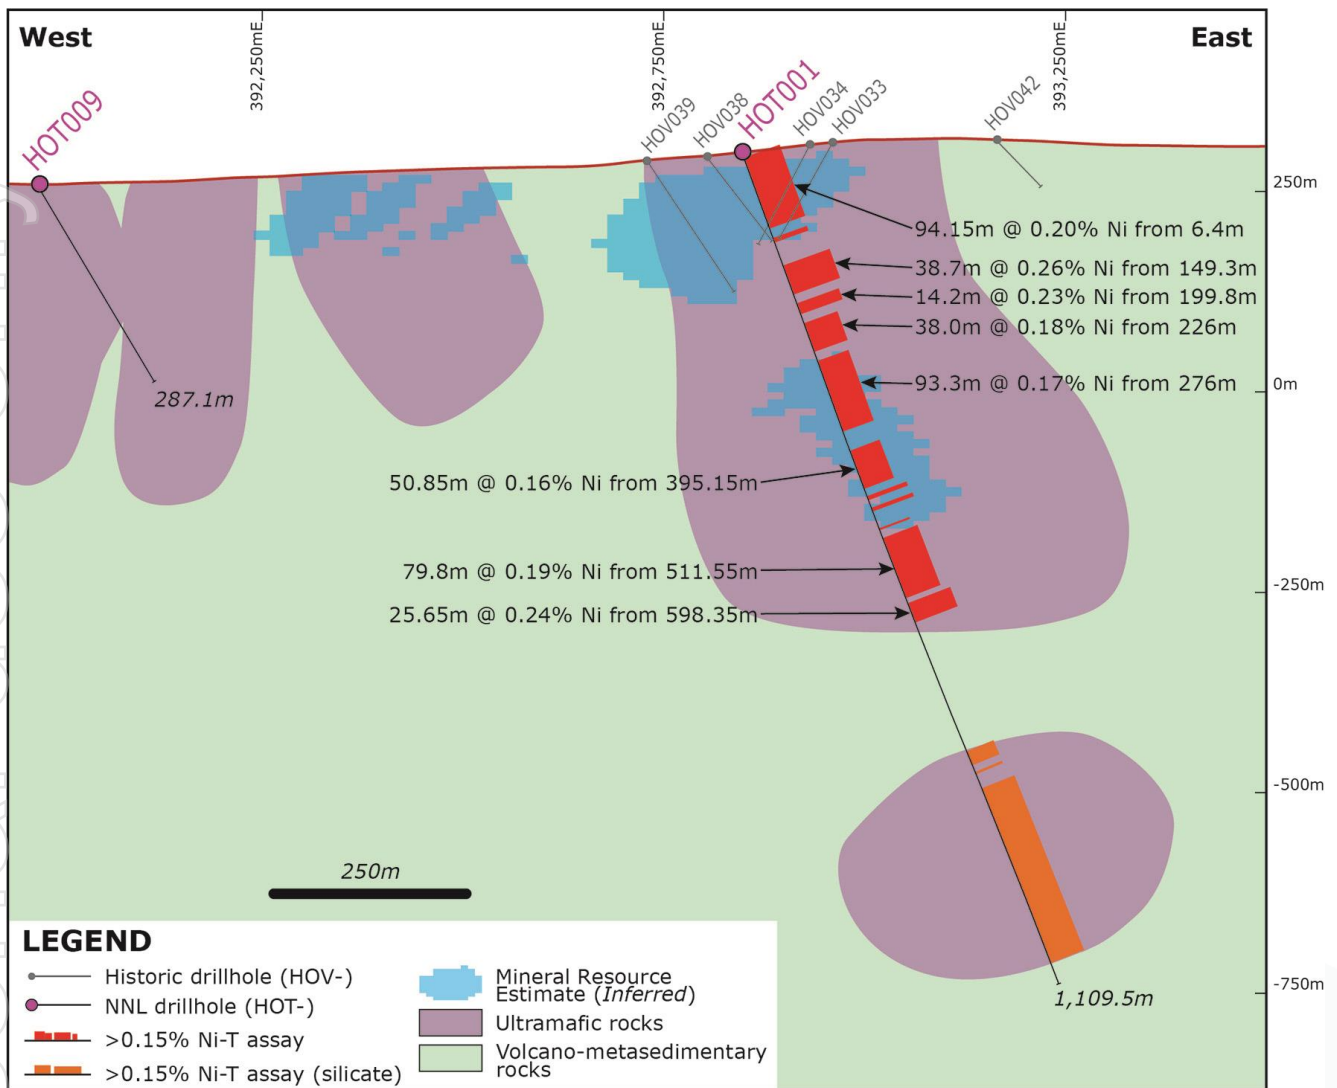 West
East
392,250mE
392,750mE
393,250mE
HOT009
HOV039
HOV038
HOT001
HOV034
HOV033
HOV042
250m
94.15m @ 0.20% Ni from 6.4m
38.7m @ 0.26% Ni from 149.3m
14.2m @ 0.23% Ni from 199.8m
38.0m @ 0.18% Ni from 226m
93.3m @ 0.17% Ni from 276m
0m
287.1m
50.85m @ 0.16% Ni from 395.15m
79.8m @ 0.19% Ni from 511.55m
-250m
25.65m @ 0.24% Ni from 598.35m
-500m
250m
-750m
1,109.5m
LEGEND
Historic drillhole (HOV-)
NNL drillhole (HOT-)
>0.15% Ni-T assay
>0.15% Ni-T assay (silicate)
Mineral Resource
Estimate (Inferred)
Ultramafic rocks
Volcano-metasedimentary
rocks